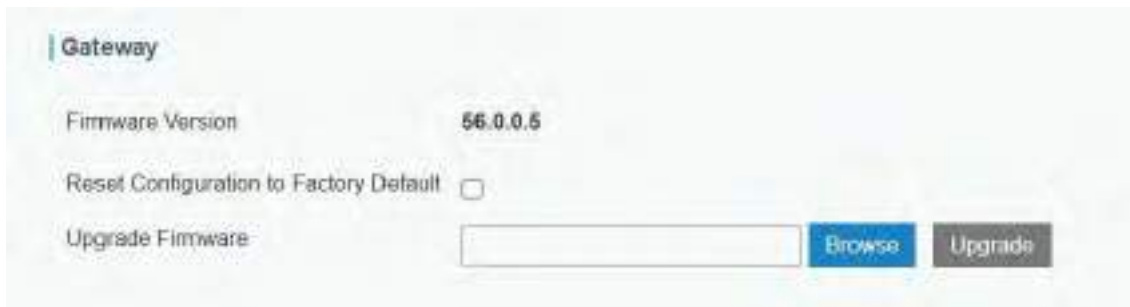 Gateway
Firmware Version 56.0.0.5
Reset Configuration to Factory Default
Upgrade Firmware Browse Upgrade